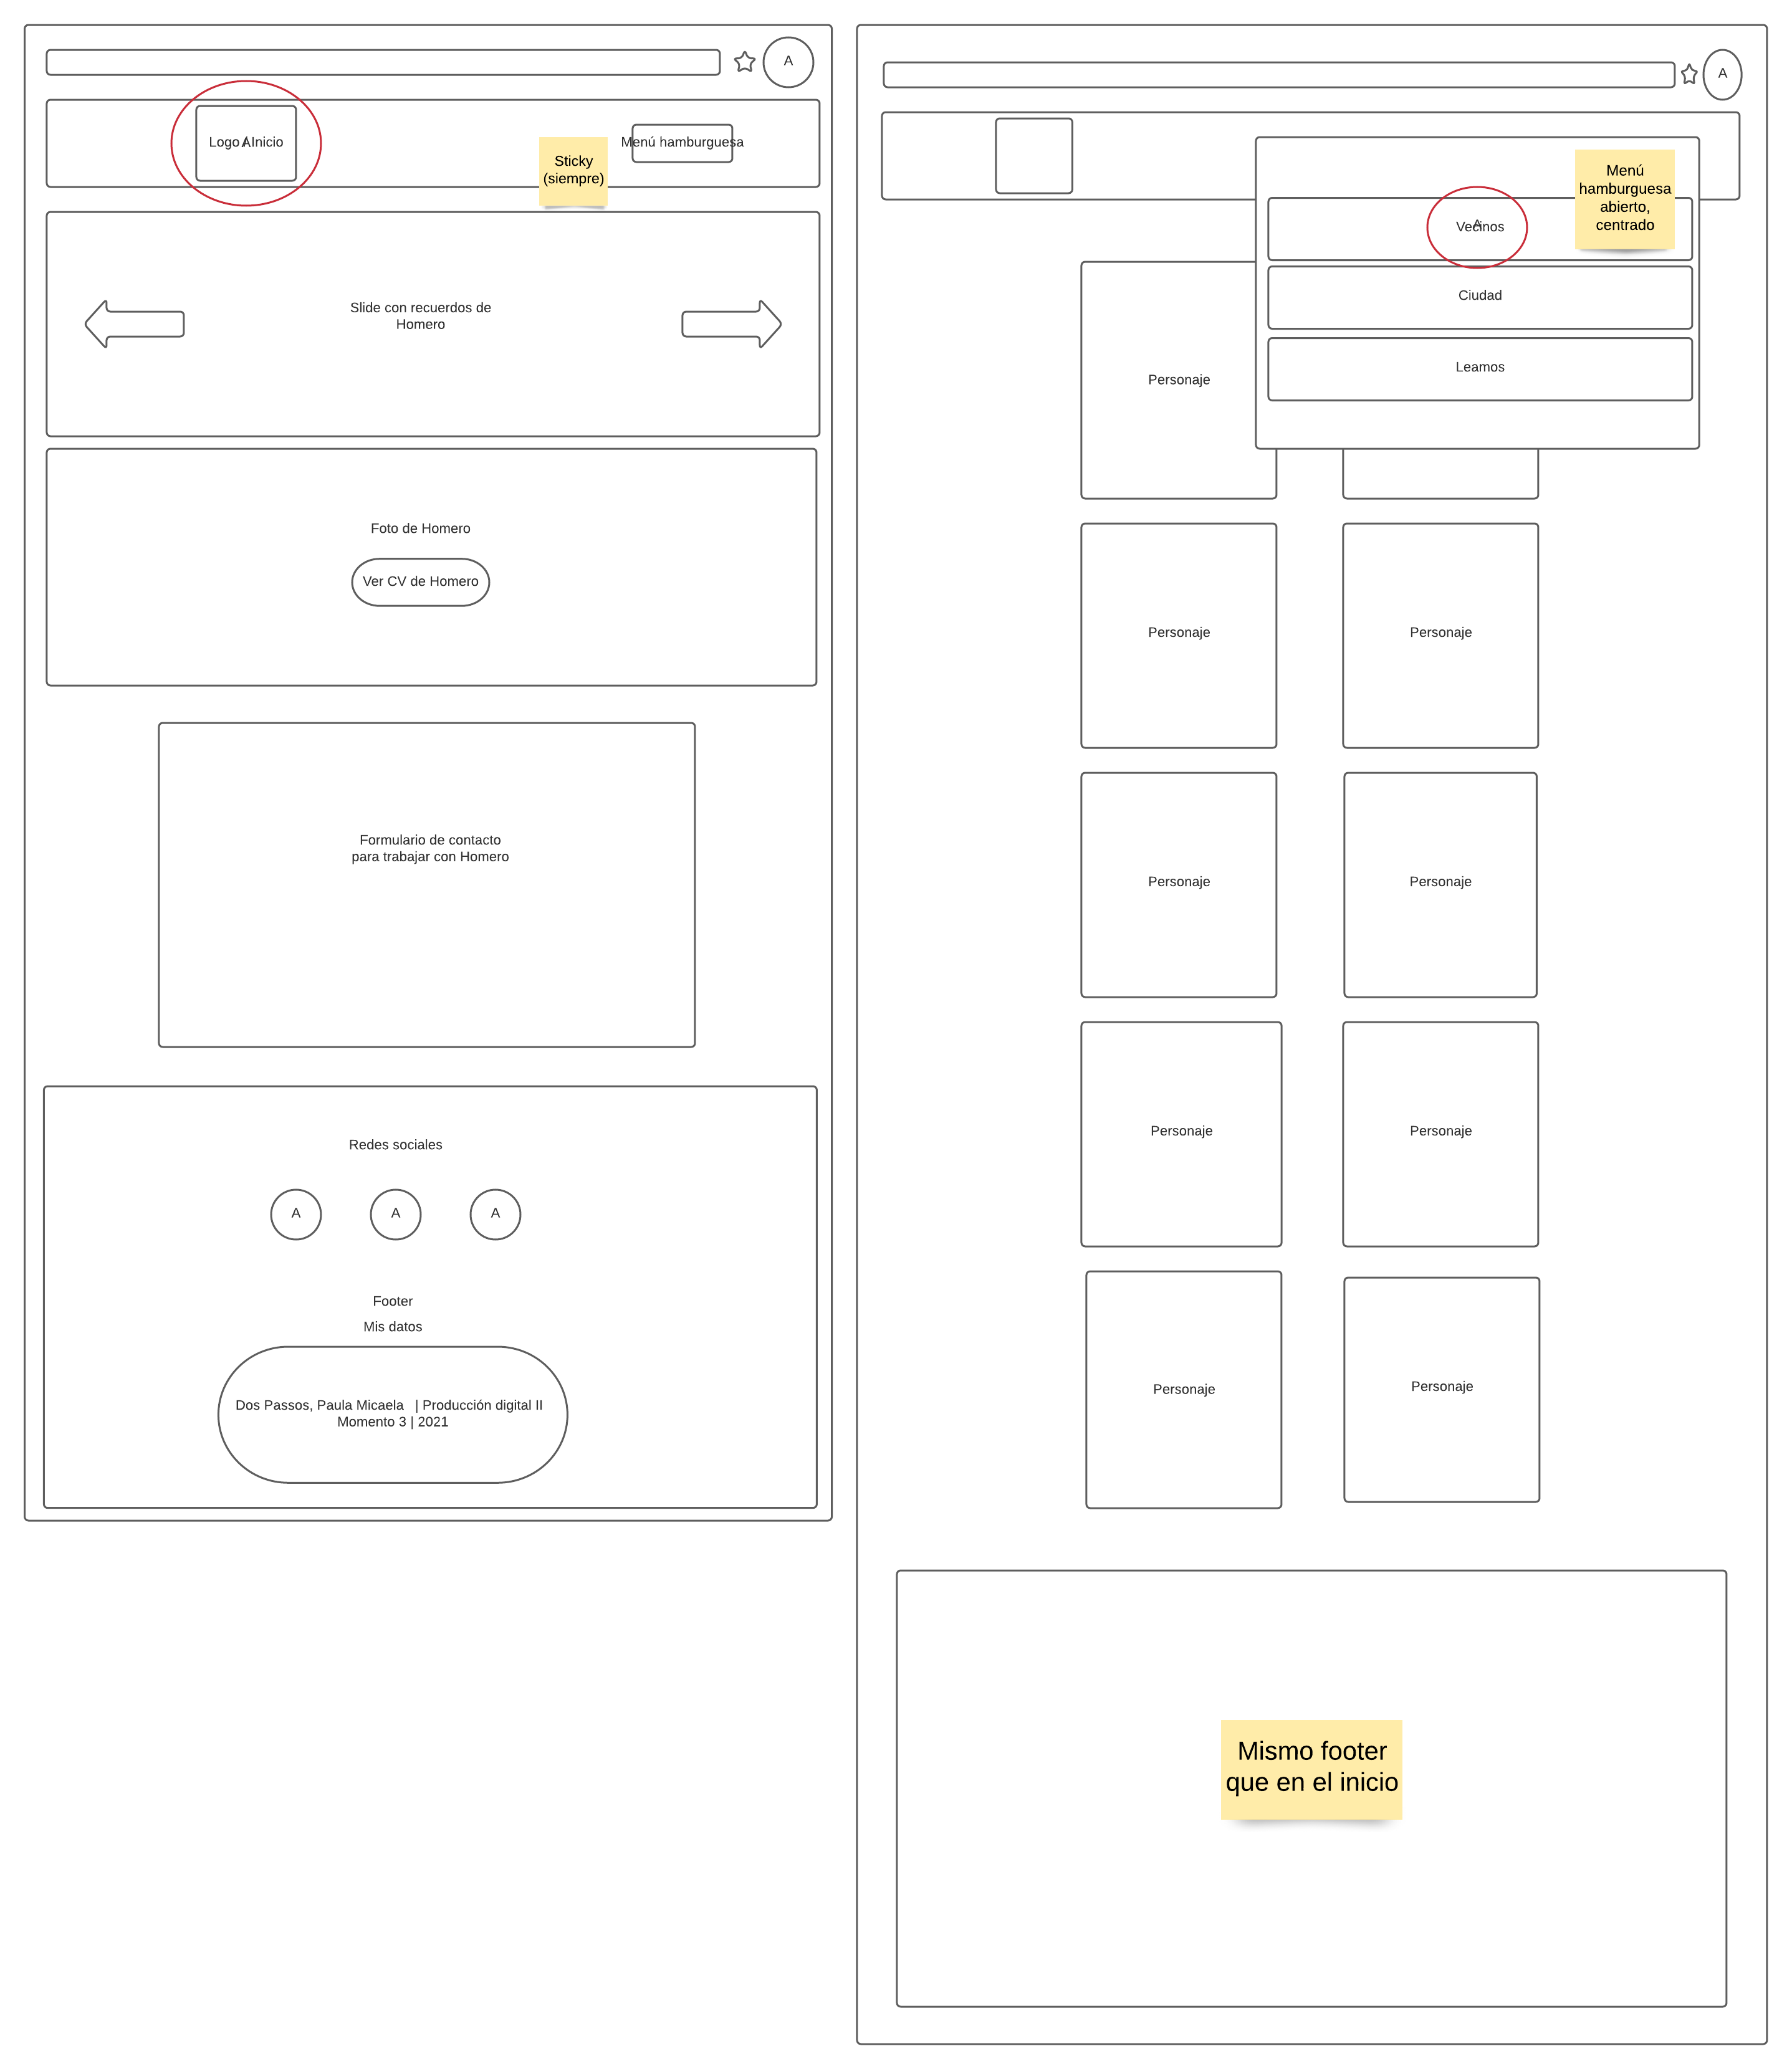 A
Logo / Inicio
A
Menú hamburguesa
Sticky
(siempre)
Slide con recuerdos de
Homero
Foto de Homero
Ver CV de Homero
Formulario de contacto
para trabajar con Homero
Redes sociales
A
A
A
Footer
Mis datos
Dos Passos, Paula Micaela | Producción digital II
Momento 3 | 2021
A
Menú
hamburguesa
abierto,
centrado
A
Vecinos
Ciudad
Leamos
Personaje
Personaje
Personaje
Personaje
Personaje
Personaje
Personaje
Personaje
Personaje
Mismo footer
que en el inicio